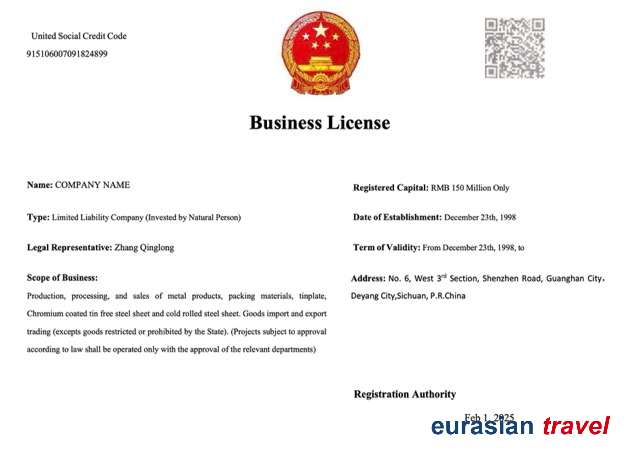 United Social Credit Code
915106007091824899
Business License
Name: COMPANY NAME
Type: Limited Liability Company (Invested by Natural Person)
Legal Representative: Zhang Qinglong
Scope of Business:
Production, processing, and sales of metal products, packing materials, tinplate,
Chromium coated tin free steel sheet and cold rolled steel sheet. Goods import and export
trading (excepts goods restricted or prohibited by the State). (Projects subject to approval
according to law shall be operated only with the approval of the relevant departments)
Registered Capital: RMB 150 Million Only
Date of Establishment: December 23th, 1998
Term of Validity: From December 23th, 1998, to
Address: No. 6, West 3rd Section, Shenzhen Road, Guanghan City,
Deyang City,Sichuan, P.R.China
Registration Authority
Feb 1, 2025
eurasian travel